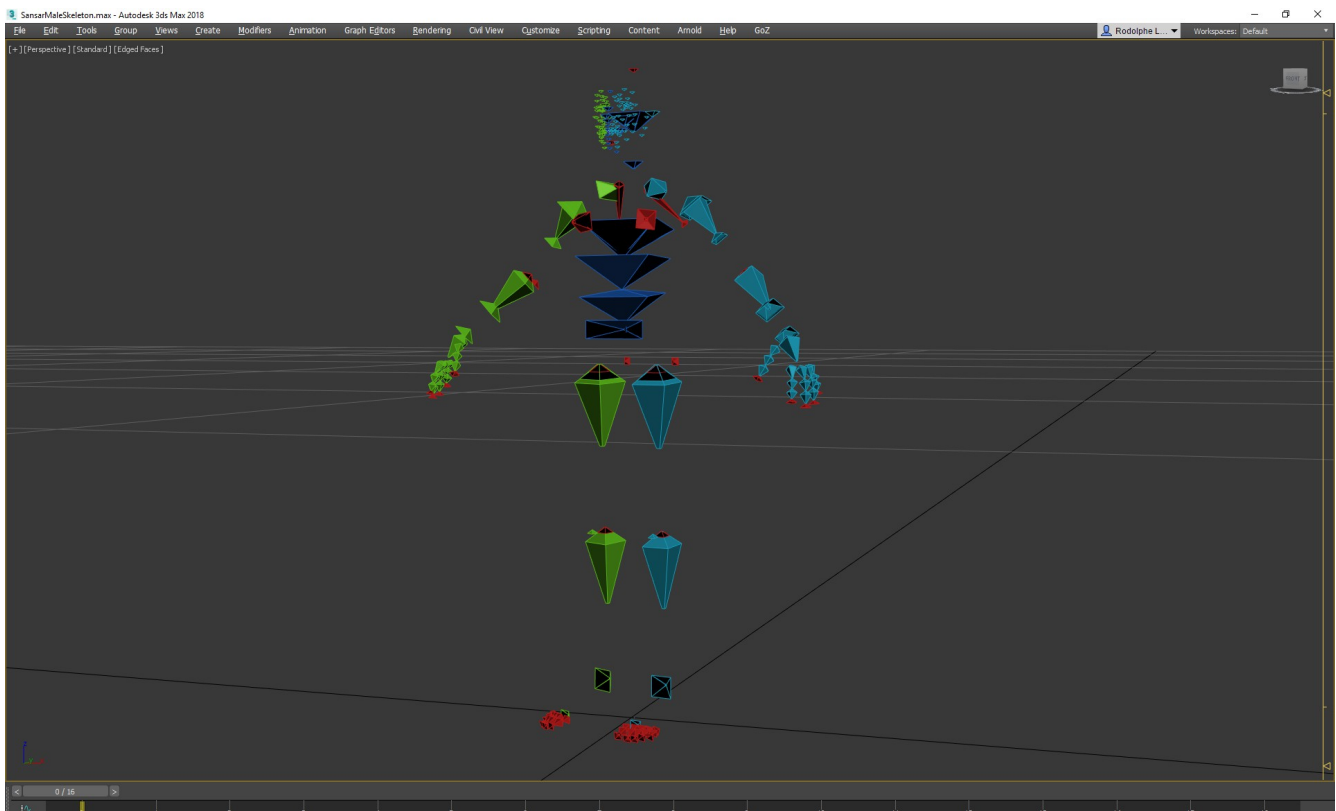 SansarMaleSkeleton.max - Autodesk 3ds Max 2018
File Edit Tools Group Views Create Modifiers Animation Graph Editors Rendering Civil View Customize Scripting Content Arnold Help GoZ Rodolphe L... Workspaces: Default
[+] [Perspective] [Standard] [Edged Faces]
FRONT
z
y
< 0 / 16 >